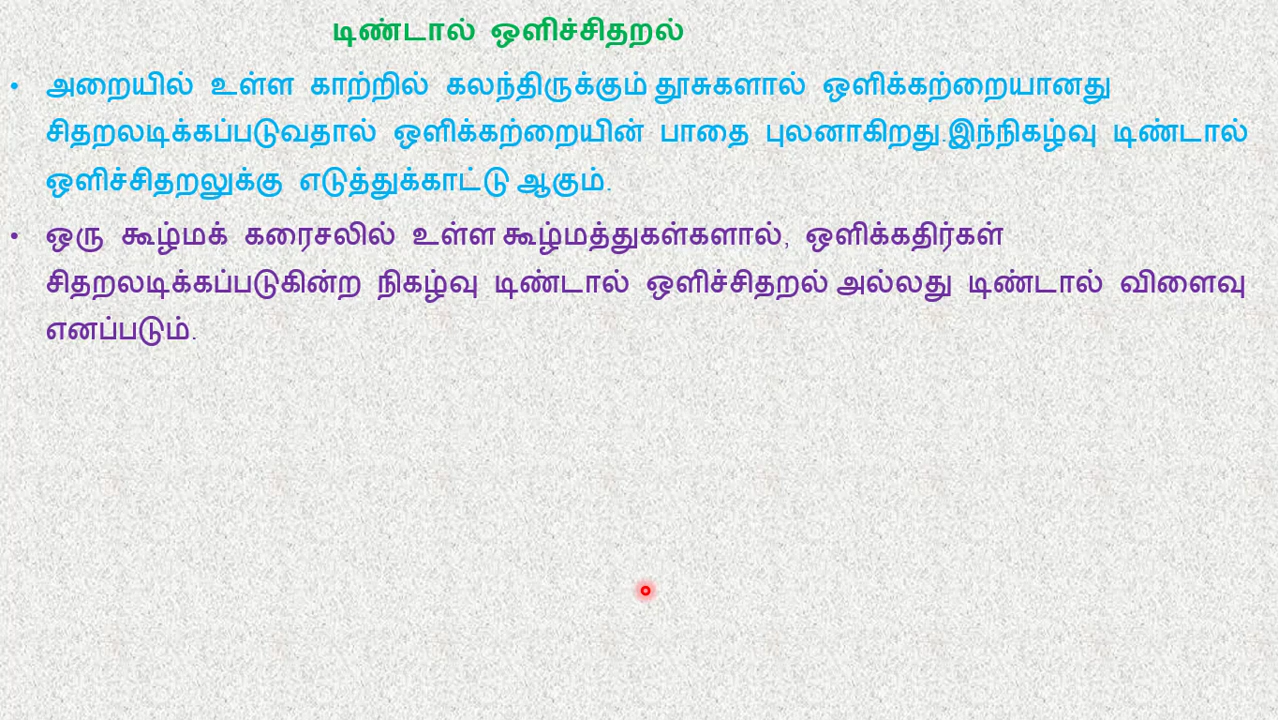 டிண்டால் ஒளிச்சிதறல்
• அறையில் உள்ள காற்றில் கலந்திருக்கும் தூசுகளால் ஒளிக்கற்றையானது
சிதறலடிக்கப்படுவதால் ஒளிக்கற்றையின் பாதை புலனாகிறது.இந்நிகழ்வு டிண்டால்
ஒளிச்சிதறலுக்கு எடுத்துக்காட்டு ஆகும்.
• ஒரு கூழ்மக் கரைசலில் உள்ள கூழ்மத்துகள்களால், ஒளிக்கதிர்கள்
சிதறலடிக்கப்படுகின்ற நிகழ்வு டிண்டால் ஒளிச்சிதறல் அல்லது டிண்டால் விளைவு
எனப்படும்.